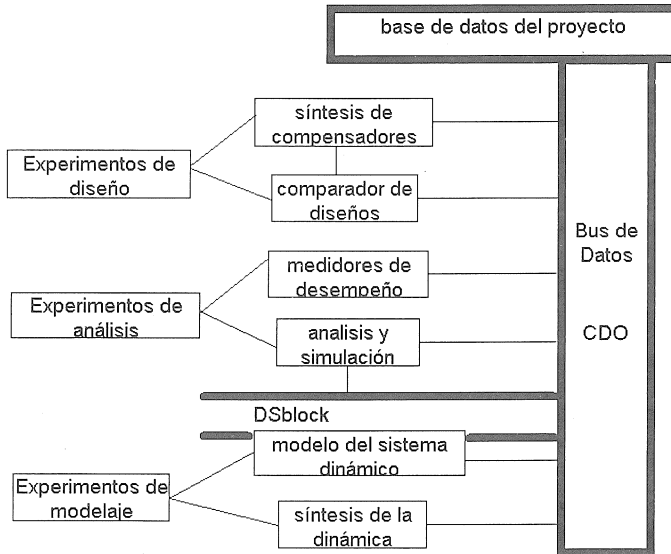 base de datos del proyecto
síntesis de
compensadores
Experimentos de
diseño
comparador de
diseños
Bus de
Datos
medidores de
desempeño
Experimentos de
análisis
analisis y
simulación
CDO
DSblock
modelo del sistema
dinámico
Experimentos de
modelaje
síntesis de la
dinámica